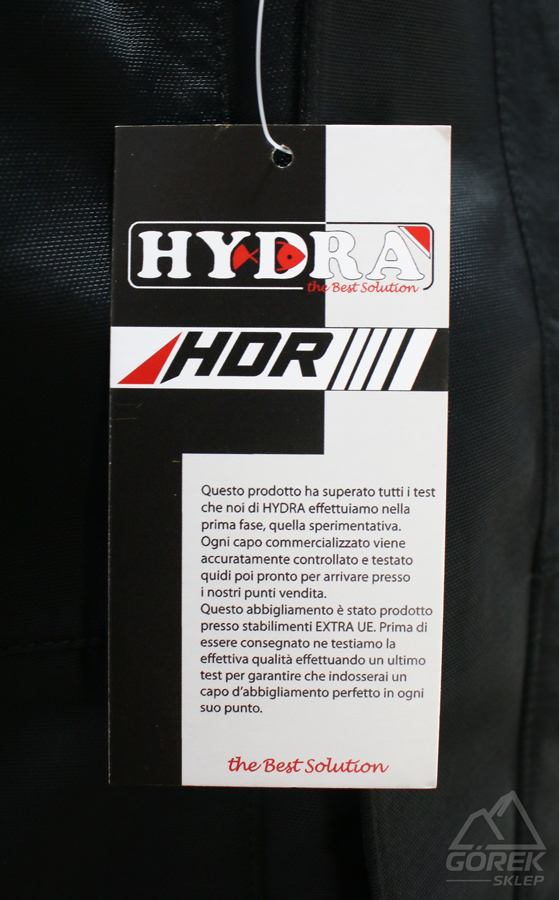 HYDRA
the Best Solution
HDR
Questo prodotto ha superato tutti i test
che noi di HYDRA effettuiamo nella
prima fase, quella sperimentativa.
Ogni capo commercializzato viene
accuratamente controllato e testato
quidi poi pronto per arrivare presso
i nostri punti vendita.
Questo abbigliamento è stato prodotto
presso stabilimenti EXTRA UE. Prima di
essere consegnato ne testiamo la
effettiva qualità effettuando un ultimo
test per garantire che indosserai un
capo d'abbigliamento perfetto in ogni
suo punto.
the Best Solution
GÓREK
SKLEP